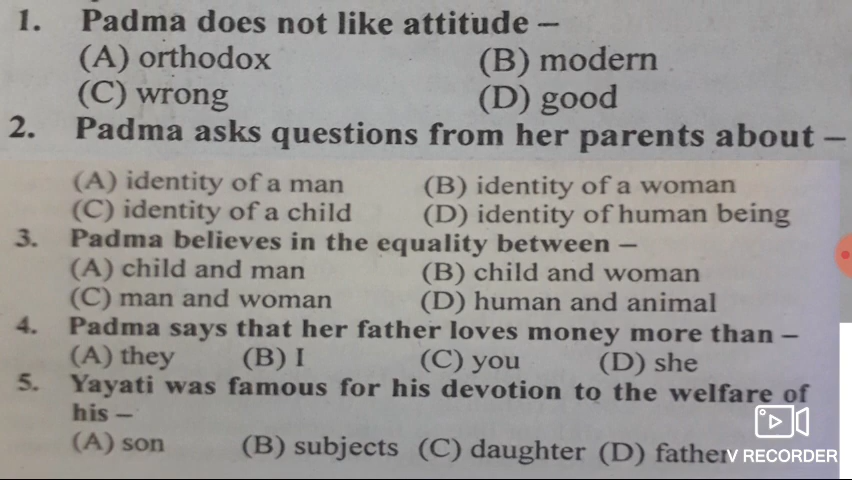 1. Padma does not like attitude –
(A) orthodox (B) modern
(C) wrong (D) good
2. Padma asks questions from her parents about –
(A) identity of a man (B) identity of a woman
(C) identity of a child (D) identity of human being
3. Padma believes in the equality between –
(A) child and man (B) child and woman
(C) man and woman (D) human and animal
4. Padma says that her father loves money more than –
(A) they (B) I (C) you (D) she
5. Yayati was famous for his devotion to the welfare of
his –
(A) son (B) subjects (C) daughter (D) father
V RECORDER